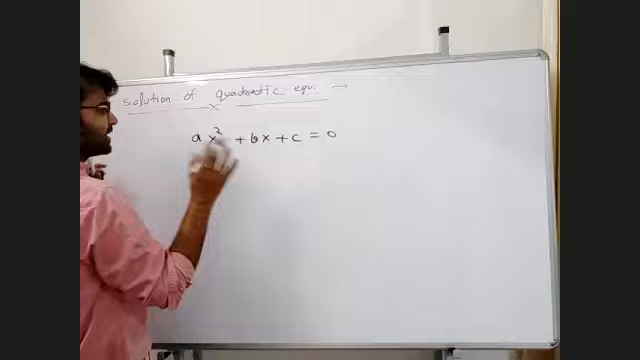 solution of quadratic equ. →
ax² + bx + c = 0